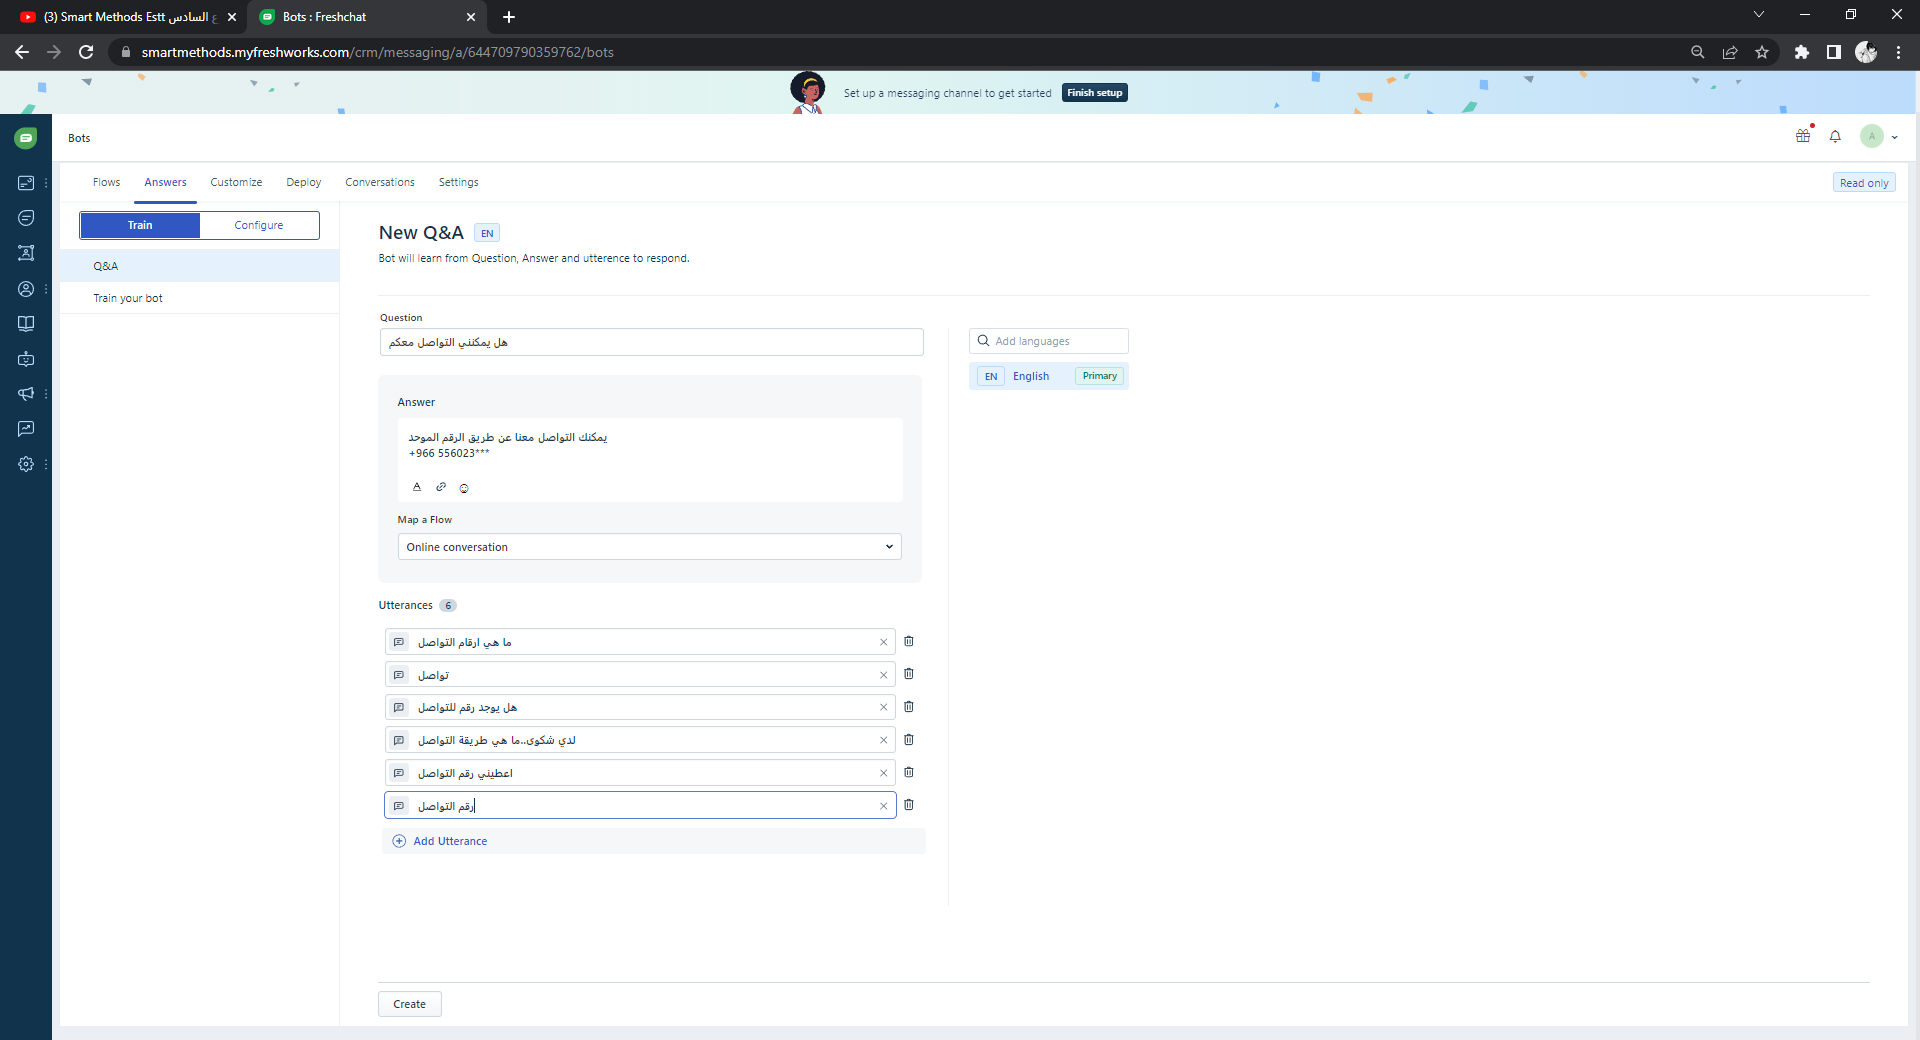 (3) Smart Methods Estt ع السادس
Bots : Freshchat
smartmethods.myfreshworks.com/crm/messaging/a/644709790359762/bots
Set up a messaging channel to get started
Finish setup
Bots
A
Flows
Answers
Customize
Deploy
Conversations
Settings
Read only
Train
Configure
Q&A
Train your bot
New Q&A
EN
Bot will learn from Question, Answer and utterence to respond.
Question
هل يمكنني التواصل معكم
Add languages
EN
English
Primary
Answer
يمكنك التواصل معنا عن طريق الرقم الموحد
+966 556023***
Map a Flow
Online conversation
Utterances 6
ما هي ارقام التواصل
تواصل
هل يوجد رقم للتواصل
لدي شكوى..ما هي طريقة التواصل
اعطيني رقم التواصل
رقم التواصل
Add Utterance
Create